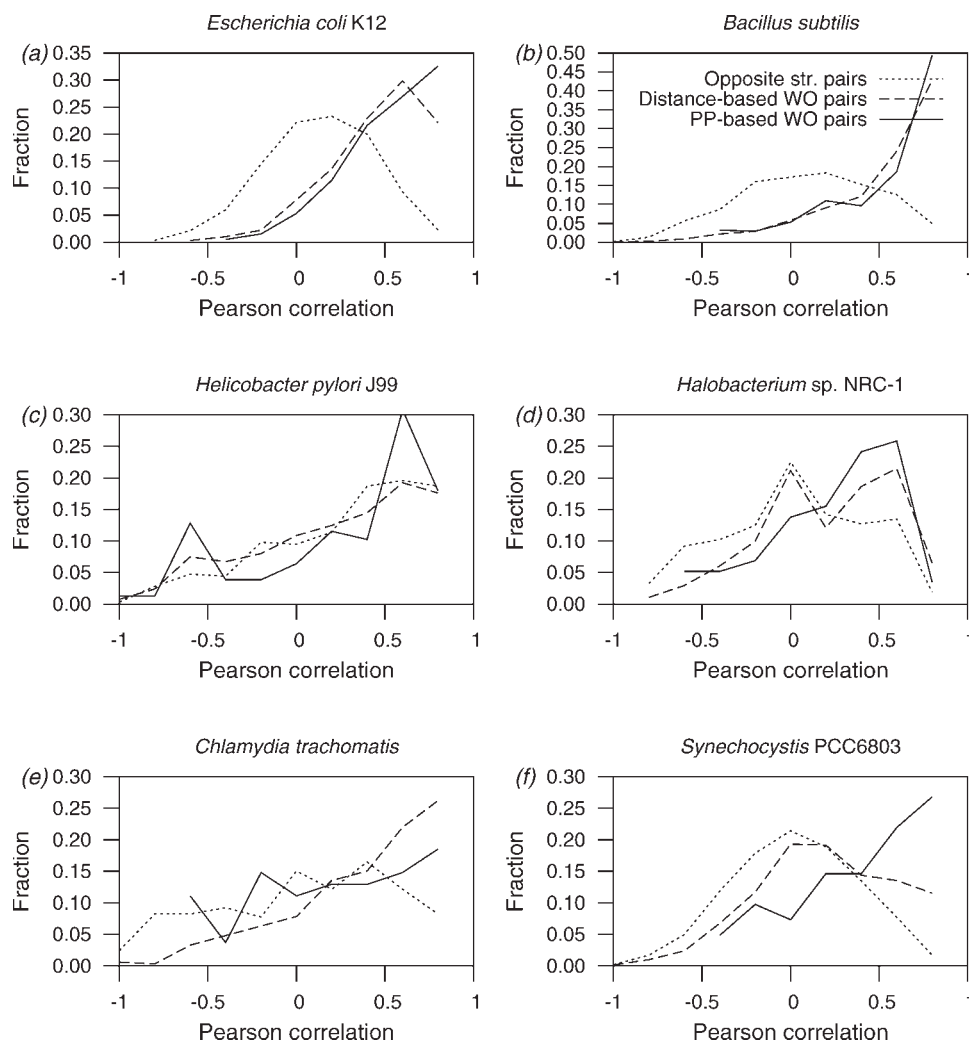 Escherichia coli K12
(a)
0.35
0.30
0.25
0.20
0.15
0.10
0.05
0.00
Fraction
-1 -0.5 0 0.5 1
Pearson correlation
Bacillus subtilis
(b)
0.50
0.45
0.40
0.35
0.30
0.25
0.20
0.15
0.10
0.05
0.00
Fraction
Opposite str. pairs
Distance-based WO pairs
PP-based WO pairs
-1 -0.5 0 0.5 1
Pearson correlation
Helicobacter pylori J99
(c)
0.30
0.25
0.20
0.15
0.10
0.05
0.00
Fraction
-1 -0.5 0 0.5 1
Pearson correlation
Halobacterium sp. NRC-1
(d)
0.30
0.25
0.20
0.15
0.10
0.05
0.00
Fraction
-1 -0.5 0 0.5 1
Pearson correlation
Chlamydia trachomatis
(e)
0.30
0.25
0.20
0.15
0.10
0.05
0.00
Fraction
-1 -0.5 0 0.5 1
Pearson correlation
Synechocystis PCC6803
(f)
0.30
0.25
0.20
0.15
0.10
0.05
0.00
Fraction
-1 -0.5 0 0.5 1
Pearson correlation